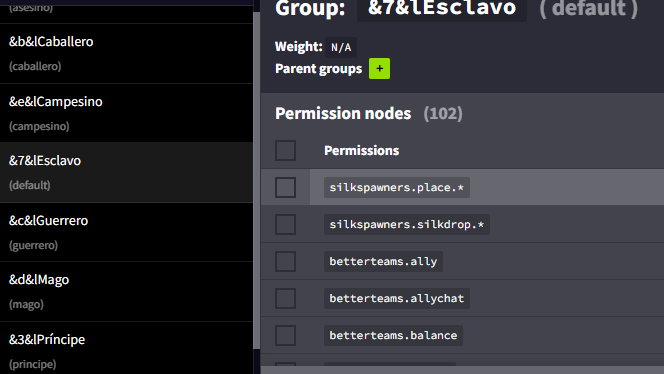 (asesino)
&b&lCaballero
(caballero)
&e&lCampesino
(campesino)
&7&lEsclavo
(default)
&c&lGuerrero
(guerrero)
&d&lMago
(mago)
&3&lPríncipe
(principe)
Group: &7&lEsclavo ( default )
Weight: N/A
Parent groups +
Permission nodes (102)
Permissions
silkspawners.place.*
silkspawners.silkdrop.*
betterteams.ally
betterteams.allychat
betterteams.balance